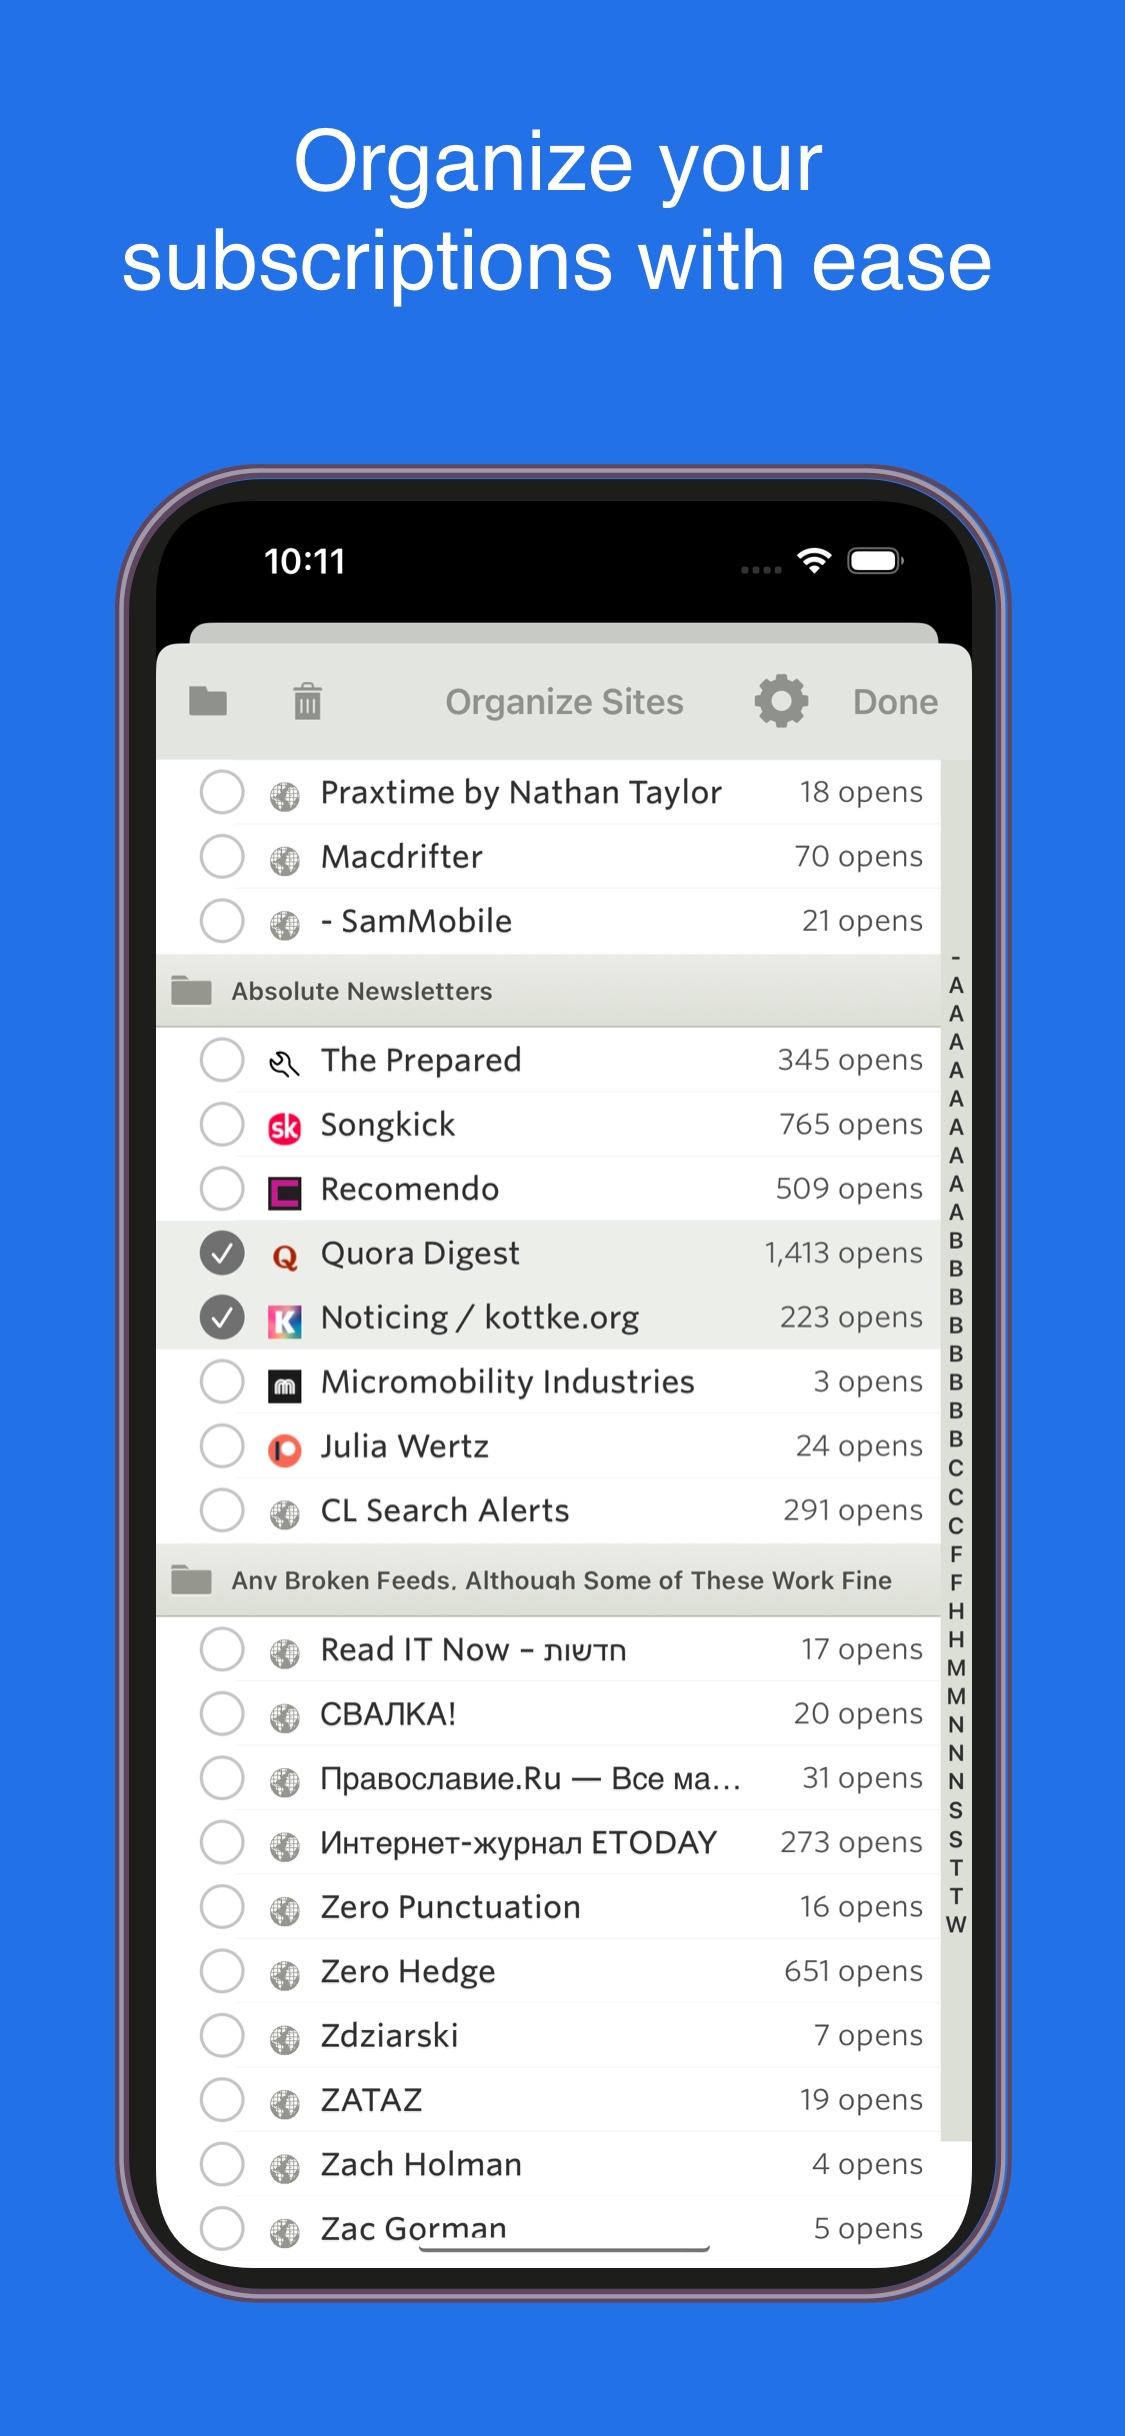 Organize your
subscriptions with ease
10:11
Organize Sites Done
Praxtime by Nathan Taylor 18 opens
Macdrifter 70 opens
- SamMobile 21 opens
Absolute Newsletters
The Prepared 345 opens
sk Songkick 765 opens
Recomendo 509 opens
Q Quora Digest 1,413 opens
K Noticing / kottke.org 223 opens
m Micromobility Industries 3 opens
Julia Wertz 24 opens
CL Search Alerts 291 opens
Any Broken Feeds, Although Some of These Work Fine
Read IT Now – חדשות 17 opens
СВАЛКА! 20 opens
Православие.Ru — Все ма... 31 opens
Интернет-журнал ETODAY 273 opens
Zero Punctuation 16 opens
Zero Hedge 651 opens
Zdziarski 7 opens
ZATAZ 19 opens
Zach Holman 4 opens
Zac Gorman 5 opens
-
A
A
A
A
A
A
A
A
A
B
B
B
B
B
B
B
B
C
C
C
F
F
H
H
M
M
N
N
N
S
S
T
T
W